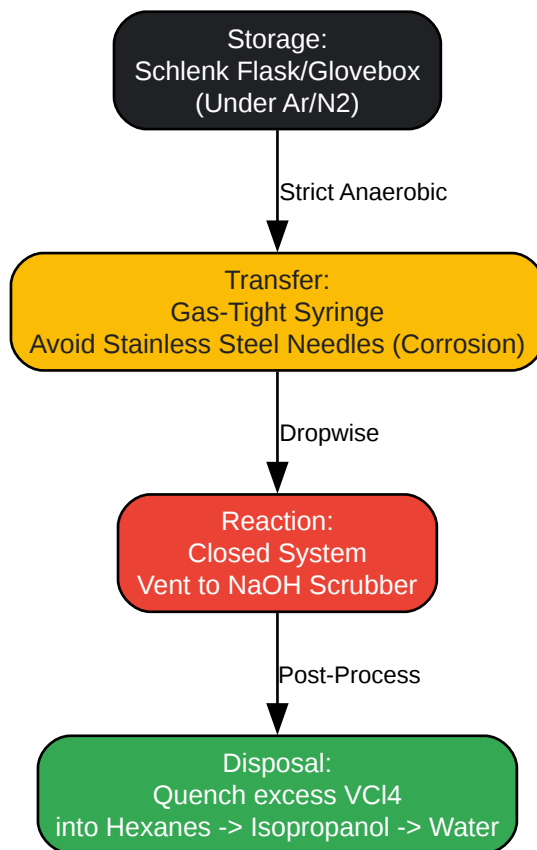 Storage:
Schlenk Flask/Glovebox
(Under Ar/N2)
Strict Anaerobic
Transfer:
Gas-Tight Syringe
Avoid Stainless Steel Needles (Corrosion)
Dropwise
Reaction:
Closed System
Vent to NaOH Scrubber
Post-Process
Disposal:
Quench excess VCl4
into Hexanes -> Isopropanol -> Water